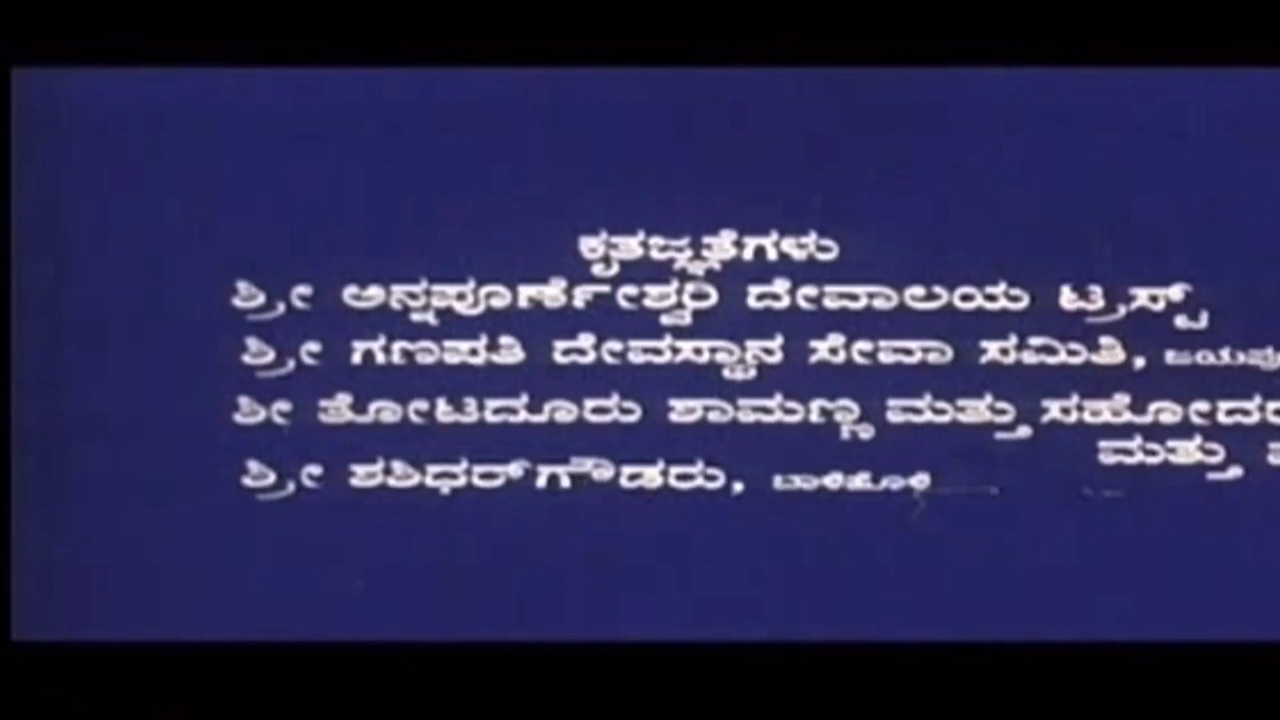 ಕೃತಜ್ಞತೆಗಳು
ಶ್ರೀ ಅನ್ನಪೂರ್ಣೇಶ್ವರಿ ದೇವಾಲಯ ಟ್ರಸ್ಟ್
ಶ್ರೀ ಗಣಪತಿ ದೇವಸ್ಥಾನ ಸೇವಾ ಸಮಿತಿ,
ಶ್ರೀ ತೋಟದೂರು ಶಾಮಣ್ಣ ಮತ್ತು
ಮತ್ತು
ಶ್ರೀ ಶಶಿಧರ್ ಗೌಡರು,